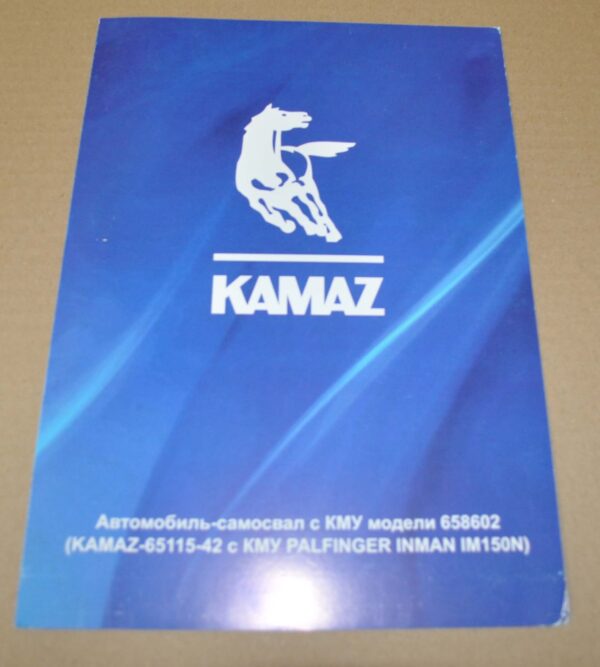 KAMAZ
Автомобиль-самосвал с КМУ модели 658602
(KAMAZ-65115-42 с КМУ PALFINGER INMAN IM150N)